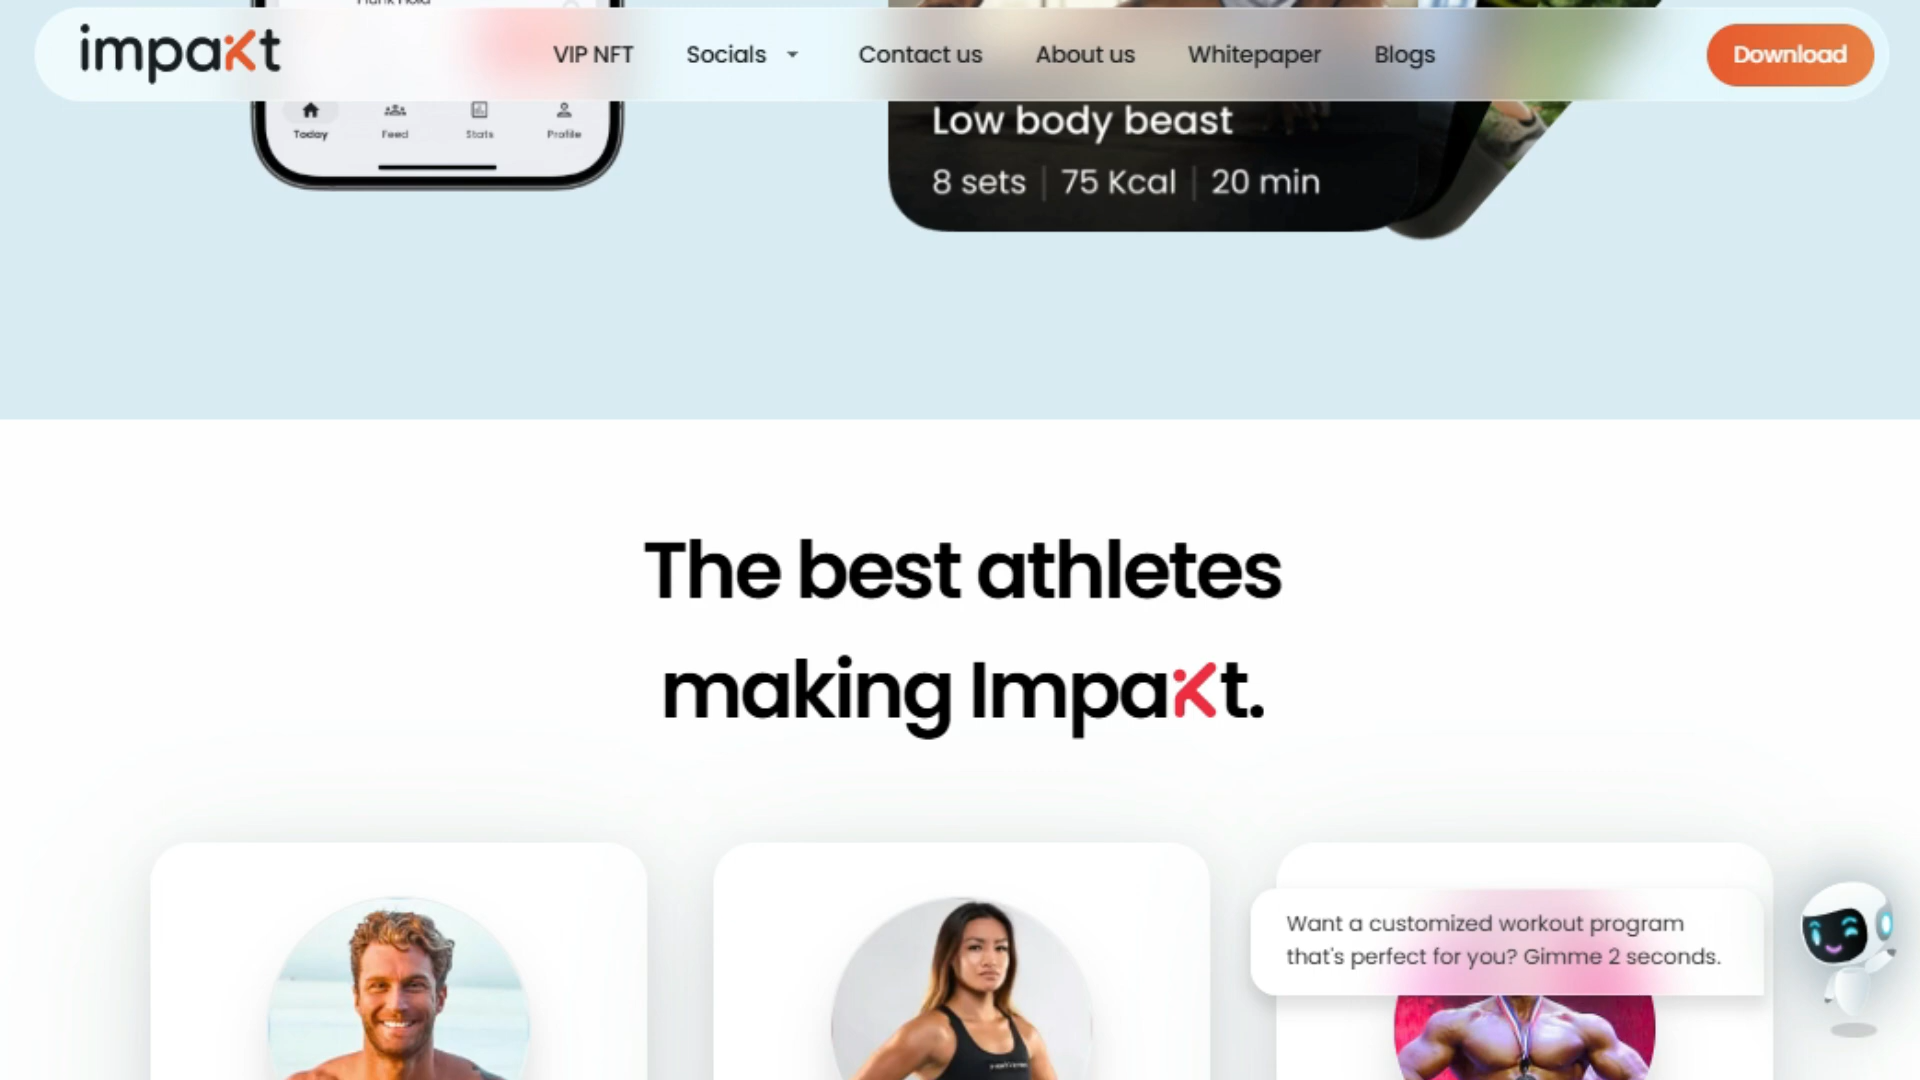 impakt
VIP NFT
Socials
Contact us
About us
Whitepaper
Blogs
Download
Today
Feed
Stats
Profile
Low body beast
8 sets | 75 Kcal | 20 min
The best athletes
making Impakt.
Want a customized workout program
that's perfect for you? Gimme 2 seconds.